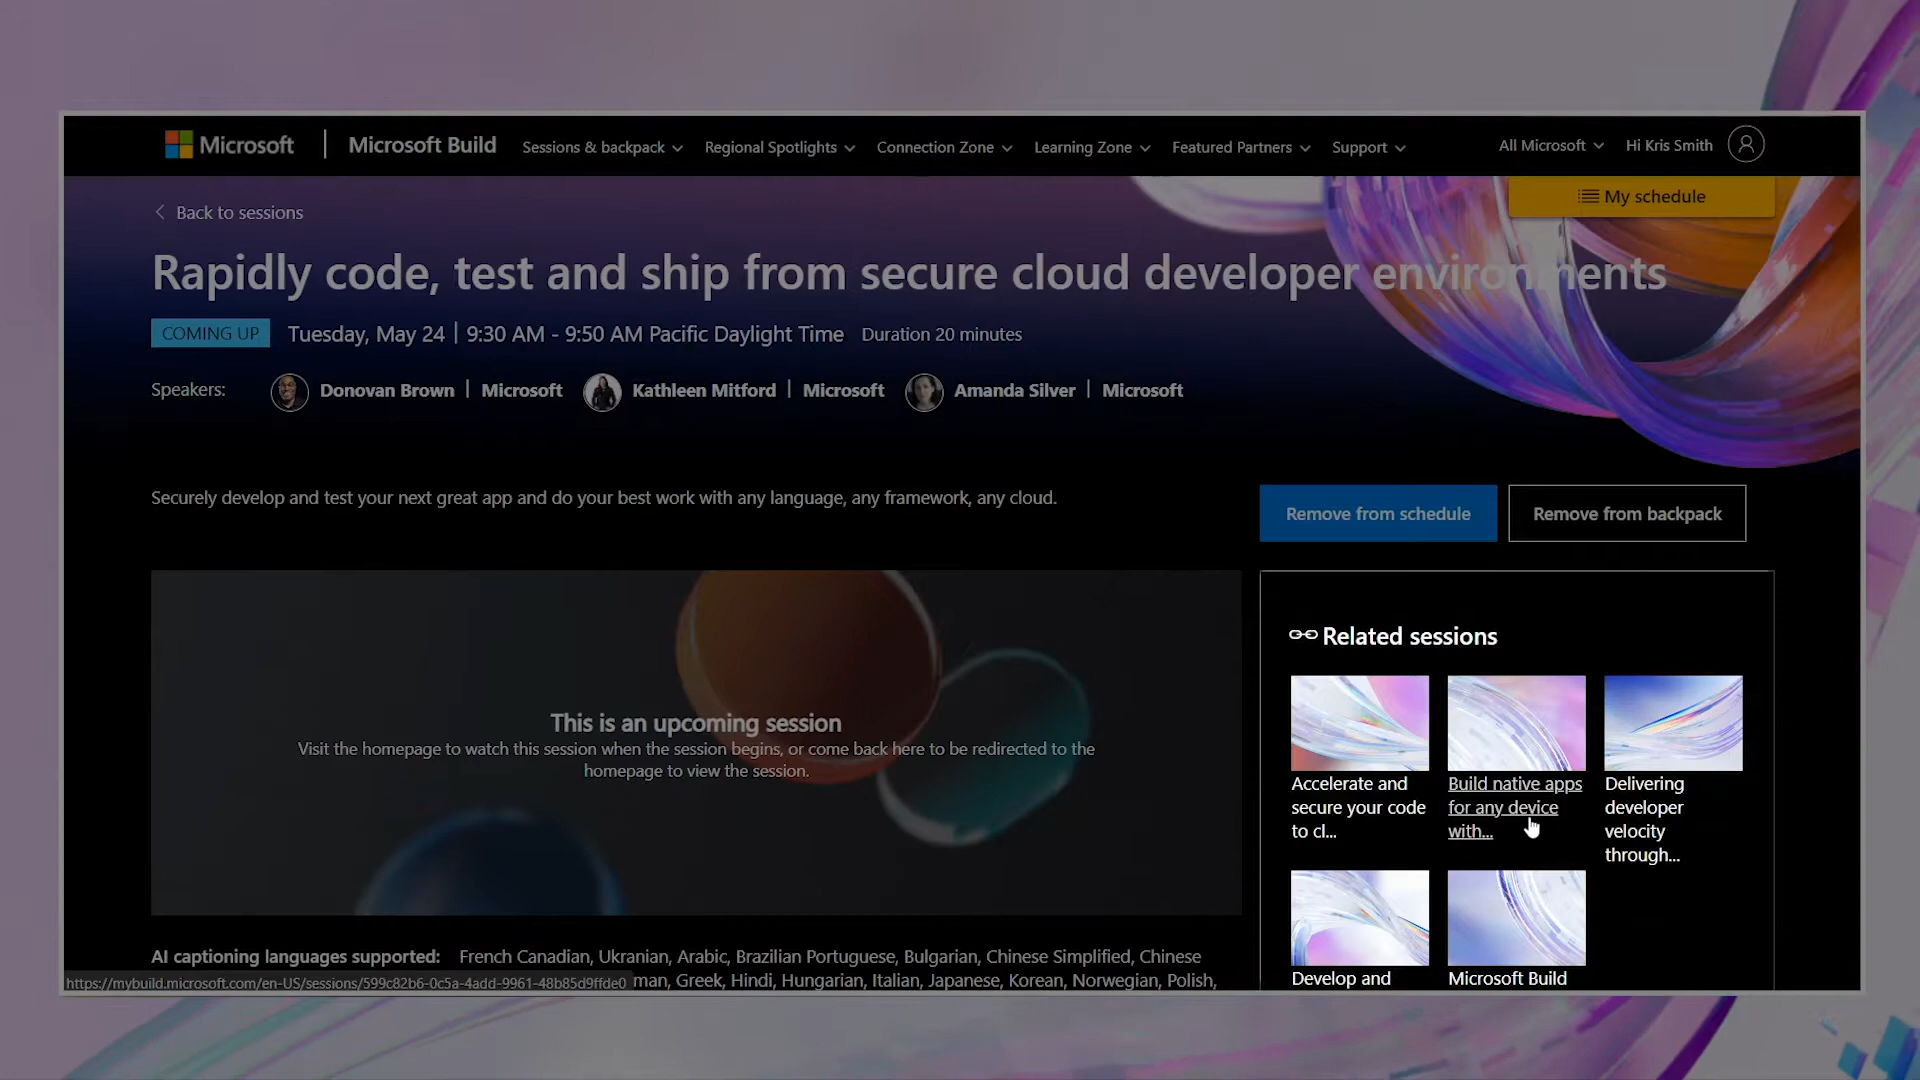 Microsoft
Microsoft Build
Sessions & backpack
Regional Spotlights
Connection Zone
Learning Zone
Featured Partners
Support
All Microsoft
Hi Kris Smith
My schedule
Back to sessions
Rapidly code, test and ship from secure cloud developer environments
COMING UP
Tuesday, May 24 | 9:30 AM - 9:50 AM Pacific Daylight Time
Duration 20 minutes
Speakers:
Donovan Brown | Microsoft
Kathleen Mitford | Microsoft
Amanda Silver | Microsoft
Securely develop and test your next great app and do your best work with any language, any framework, any cloud.
Remove from schedule
Remove from backpack
This is an upcoming session
Visit the homepage to watch this session when the session begins, or come back here to be redirected to the
homepage to view the session.
Related sessions
Accelerate and
secure your code
to cl...
Build native apps
for any device
with...
Delivering
developer
velocity
through...
Develop and
Microsoft Build
AI captioning languages supported: French Canadian, Ukranian, Arabic, Brazilian Portuguese, Bulgarian, Chinese Simplified, Chinese
man, Greek, Hindi, Hungarian, Italian, Japanese, Korean, Norwegian, Polish,
https://mybuild.microsoft.com/en-US/sessions/599c82b6-0c5a-4add-9961-48b85d9ffde0